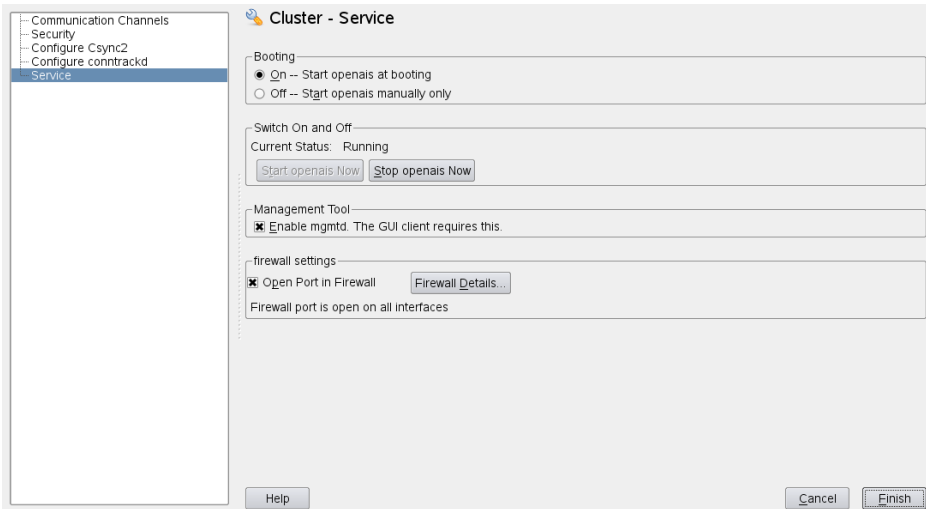 Communication Channels
Security
Configure Csync2
Configure conntrackd
Service
Cluster - Service
Booting
On -- Start openais at booting
Off -- Start openais manually only
Switch On and Off
Current Status: Running
Start openais Now Stop openais Now
Management Tool
Enable mgmtd. The GUI client requires this.
firewall settings
Open Port in Firewall Firewall Details...
Firewall port is open on all interfaces
Help Cancel Finish